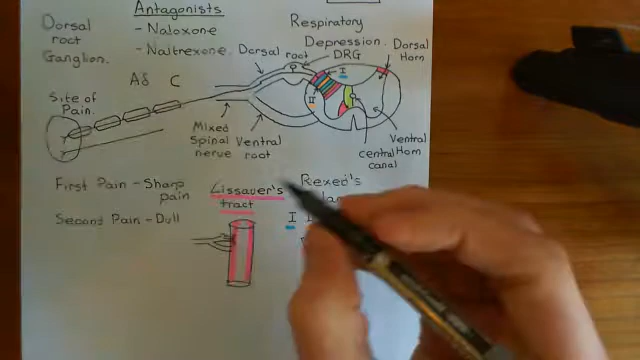 Antagonists
- Naloxone
- Naltrexone.
Dorsal
root
Ganglion.
Respiratory
Depression.
Dorsal root
DRG
Dorsal
Horn
I
II
Aδ C
Site of
Pain.
Mixed
Spinal
nerve
Ventral
root
Central
canal
Ventral
Horn
First Pain - Sharp
pain
Second Pain - Dull
Lissauer's
tract
Rexed's
I